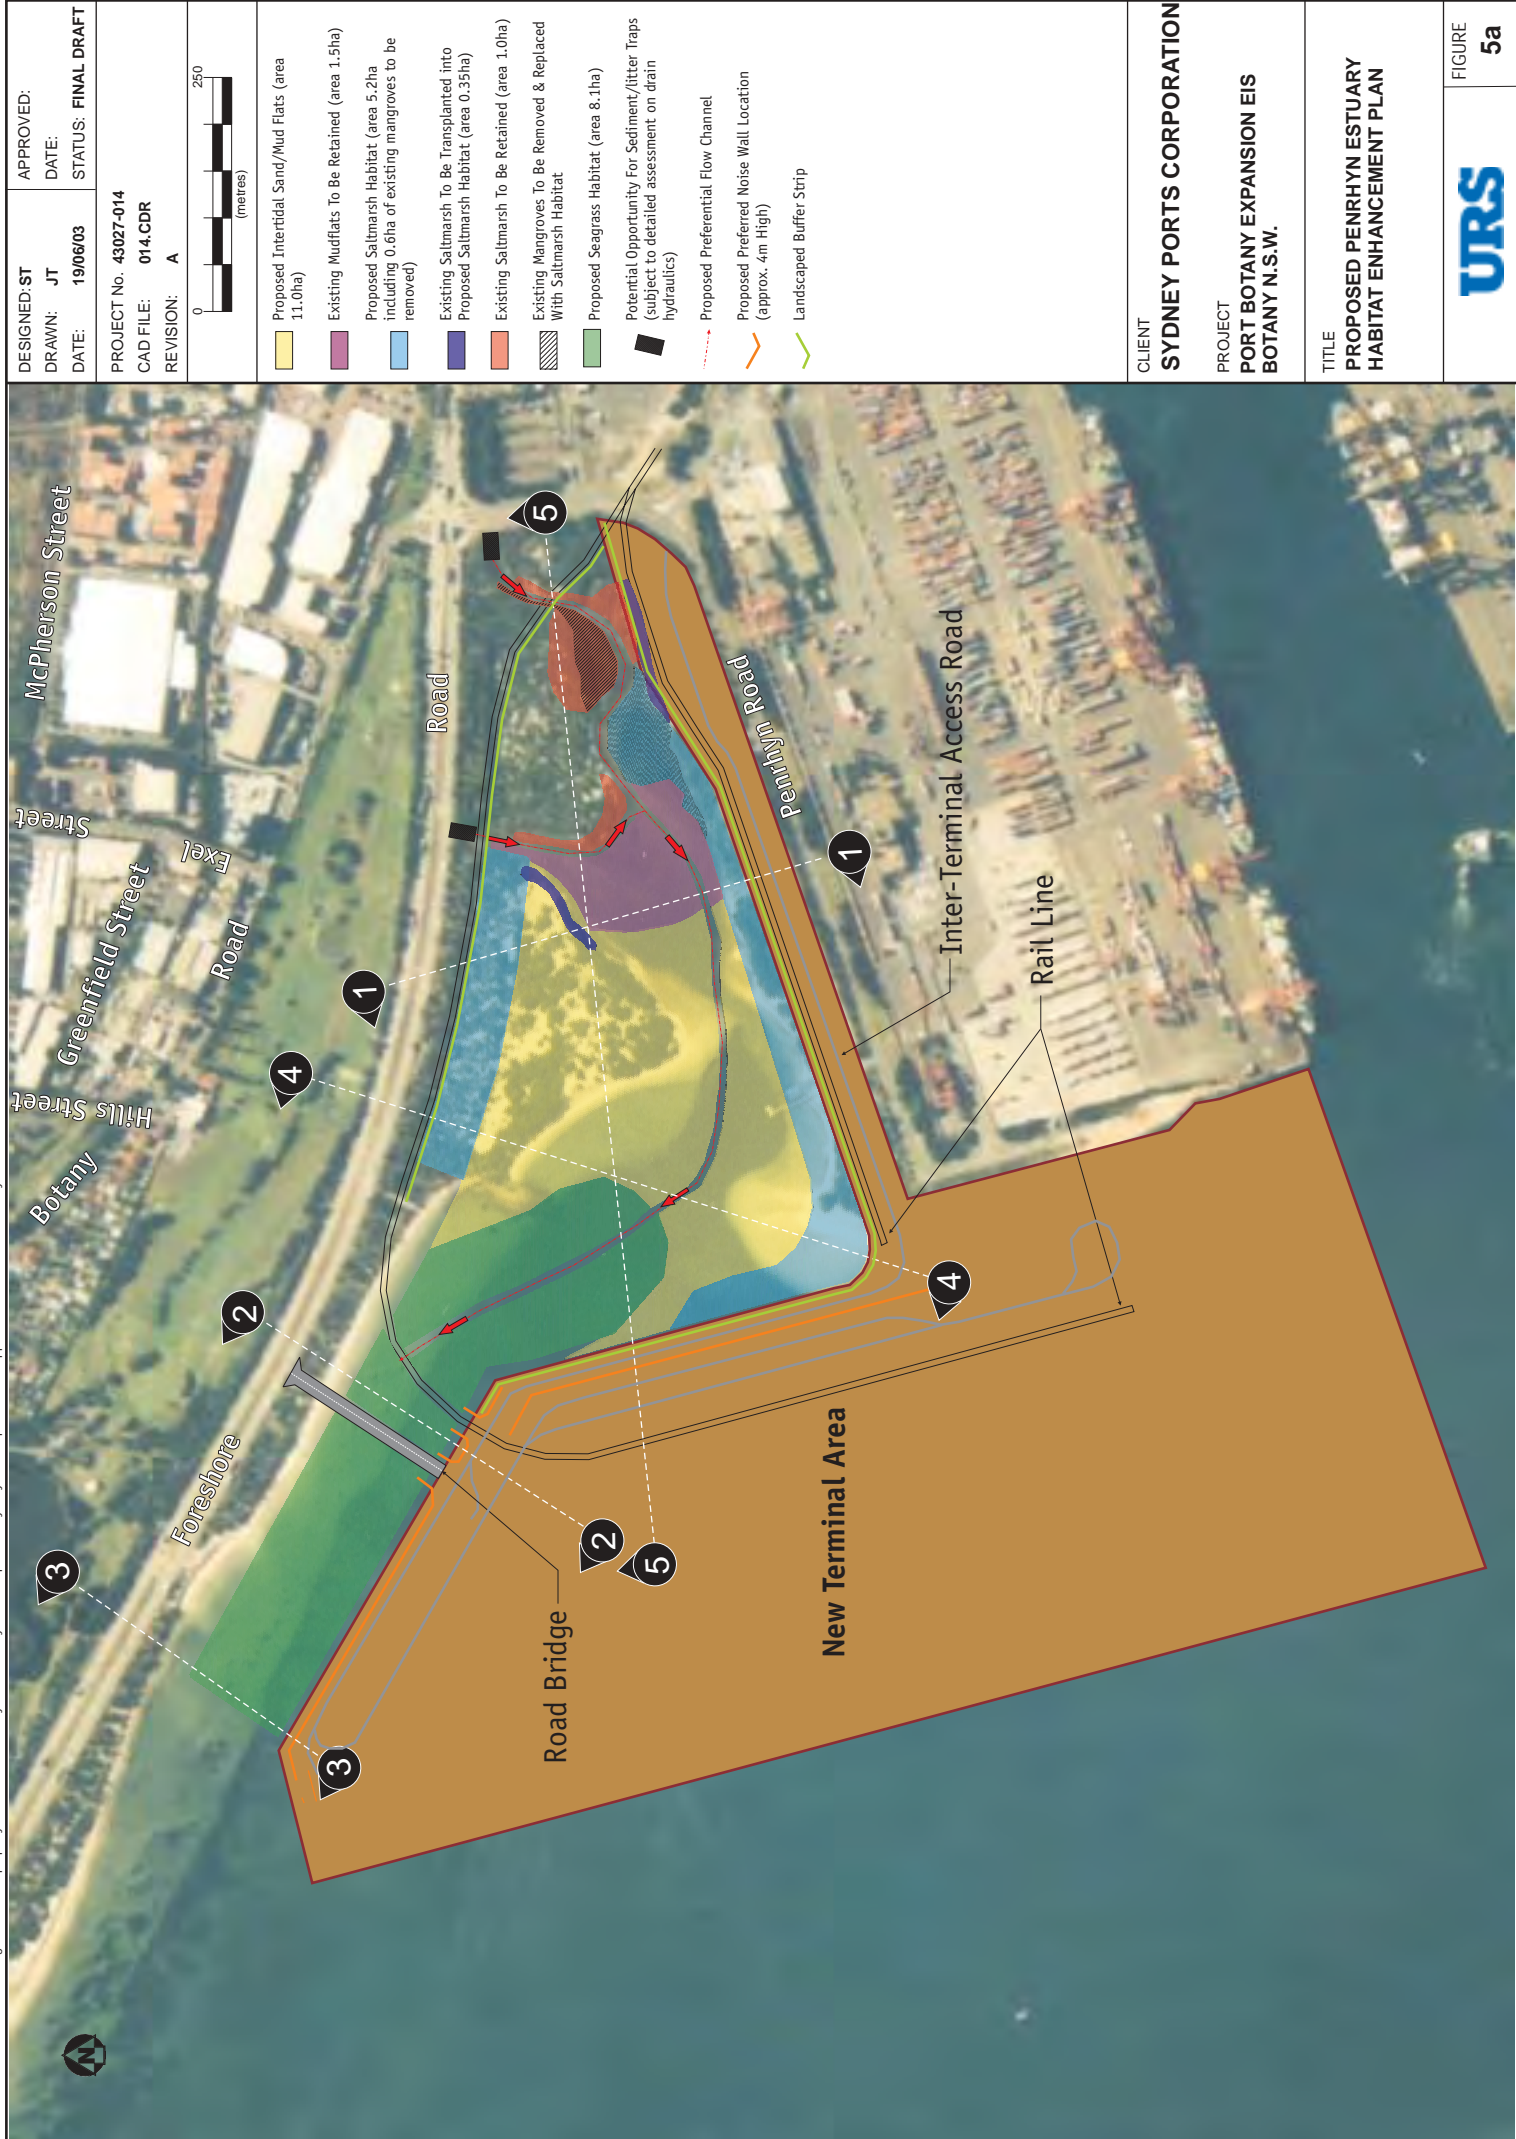 DESIGNED: ST
APPROVED:
DRAWN: JT
DATE:
DATE: 19/06/03
STATUS: FINAL DRAFT
PROJECT No. 43027-014
CAD FILE: 014.CDR
REVISION: A
0
250
(metres)
Proposed Intertidal Sand/Mud Flats (area
11.0ha)
Existing Mudflats To Be Retained (area 1.5ha)
Proposed Saltmarsh Habitat (area 5.2ha
including 0.6ha of existing mangroves to be
removed)
Existing Saltmarsh To Be Transplanted into
Proposed Saltmarsh Habitat (area 0.35ha)
Existing Saltmarsh To Be Retained (area 1.0ha)
Existing Mangroves To Be Removed & Replaced
With Saltmarsh Habitat
Proposed Seagrass Habitat (area 8.1ha)
Potential Opportunity For Sediment/litter Traps
(subject to detailed assessment on drain
hydraulics)
Proposed Preferential Flow Channel
Proposed Preferred Noise Wall Location
(approx. 4m High)
Landscaped Buffer Strip
CLIENT
SYDNEY PORTS CORPORATION
PROJECT
PORT BOTANY EXPANSION EIS
BOTANY N.S.W.
TITLE
PROPOSED PENRHYN ESTUARY
HABITAT ENHANCEMENT PLAN
URS
FIGURE
5a
N
McPherson Street
Exel
Street
Greenfield Street
Hills Street
Botany
Road
Foreshore
Road
Penrhyn Road
Inter-Terminal Access Road
Rail Line
Road Bridge
New Terminal Area
1
1
2
2
3
3
4
4
5
5